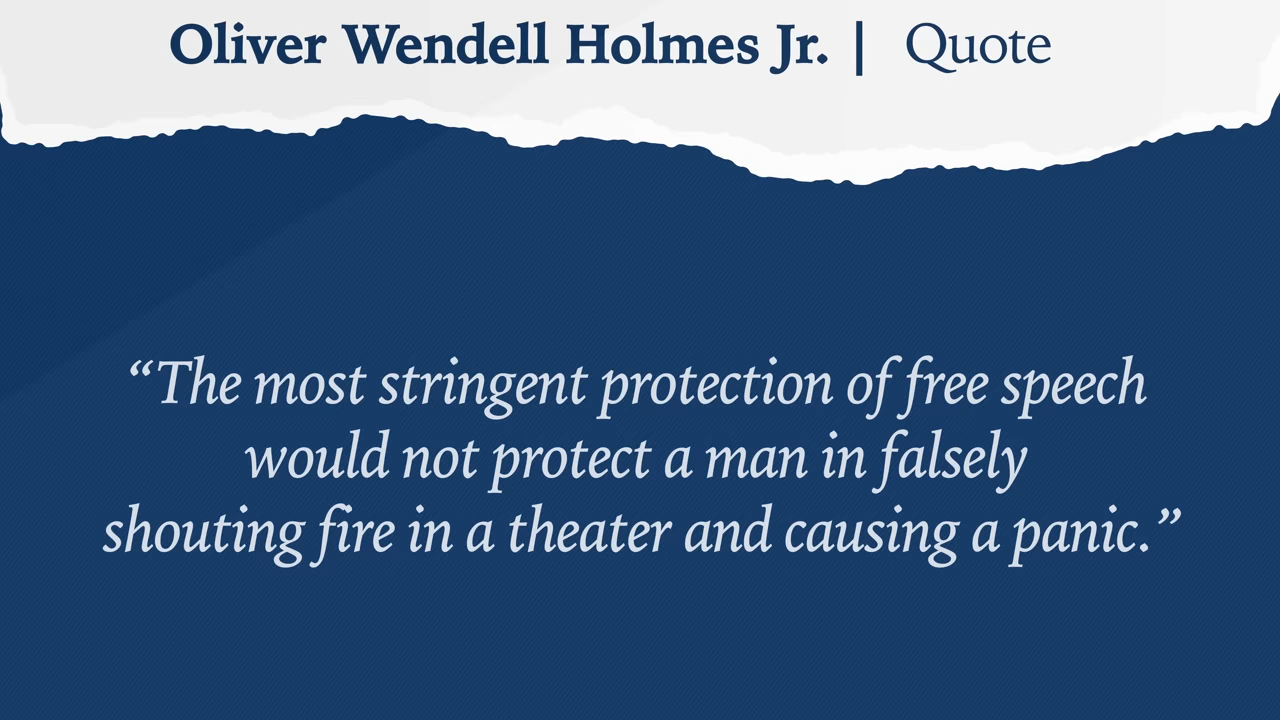 Oliver Wendell Holmes Jr. | Quote
“The most stringent protection of free speech
would not protect a man in falsely
shouting fire in a theater and causing a panic.”